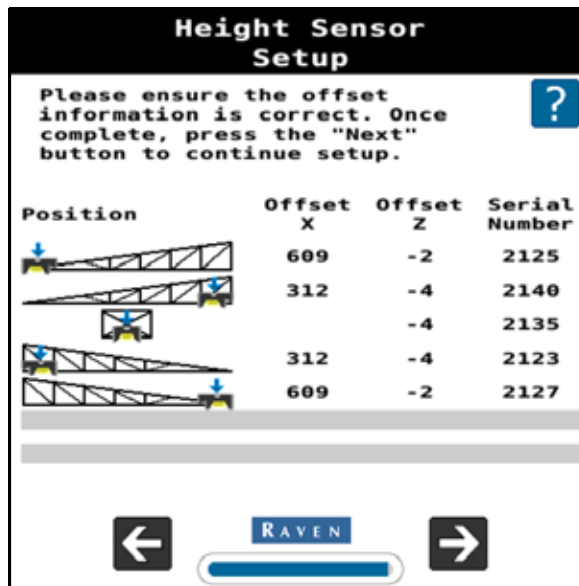 Height Sensor
Setup
Please ensure the offset
information is correct. Once
complete, press the "Next"
button to continue setup.
?
Position Offset X Offset Z Serial Number
609 -2 2125
312 -4 2140
-4 2135
312 -4 2123
609 -2 2127
RAVEN